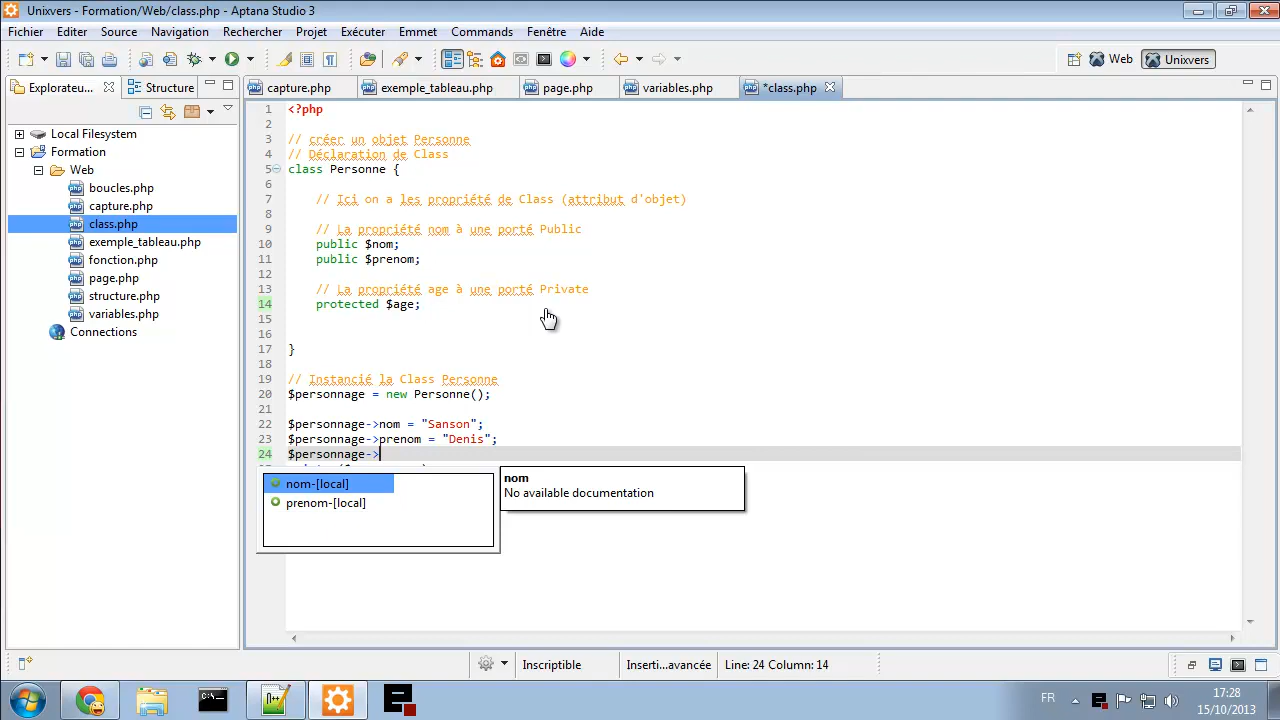 Unixvers - Formation/Web/class.php - Aptana Studio 3
Fichier Editer Source Navigation Rechercher Projet Exécuter Emmet Commands Fenêtre Aide
Web Unixvers
Explorateu... Structure
capture.php exemple_tableau.php page.php variables.php *class.php
Local Filesystem
Formation
Web
boucles.php
capture.php
class.php
exemple_tableau.php
fonction.php
page.php
structure.php
variables.php
Connections
1 <?php
2
3 // créer un objet Personne
4 // Déclaration de Class
5 class Personne {
6
7 // Ici on a les propriété de Class (attribut d'objet)
8
9 // La propriété nom à une porté Public
10 public $nom;
11 public $prenom;
12
13 // La propriété age à une porté Private
14 protected $age;
15
16
17 }
18
19 // Instancié la Class Personne
20 $personnage = new Personne();
21
22 $personnage->nom = "Sanson";
23 $personnage->prenom = "Denis";
24 $personnage->
nom-[local]
prenom-[local]
nom
No available documentation
Inscriptible Inserti...avancée Line: 24 Column: 14
FR 17:28
15/10/2013